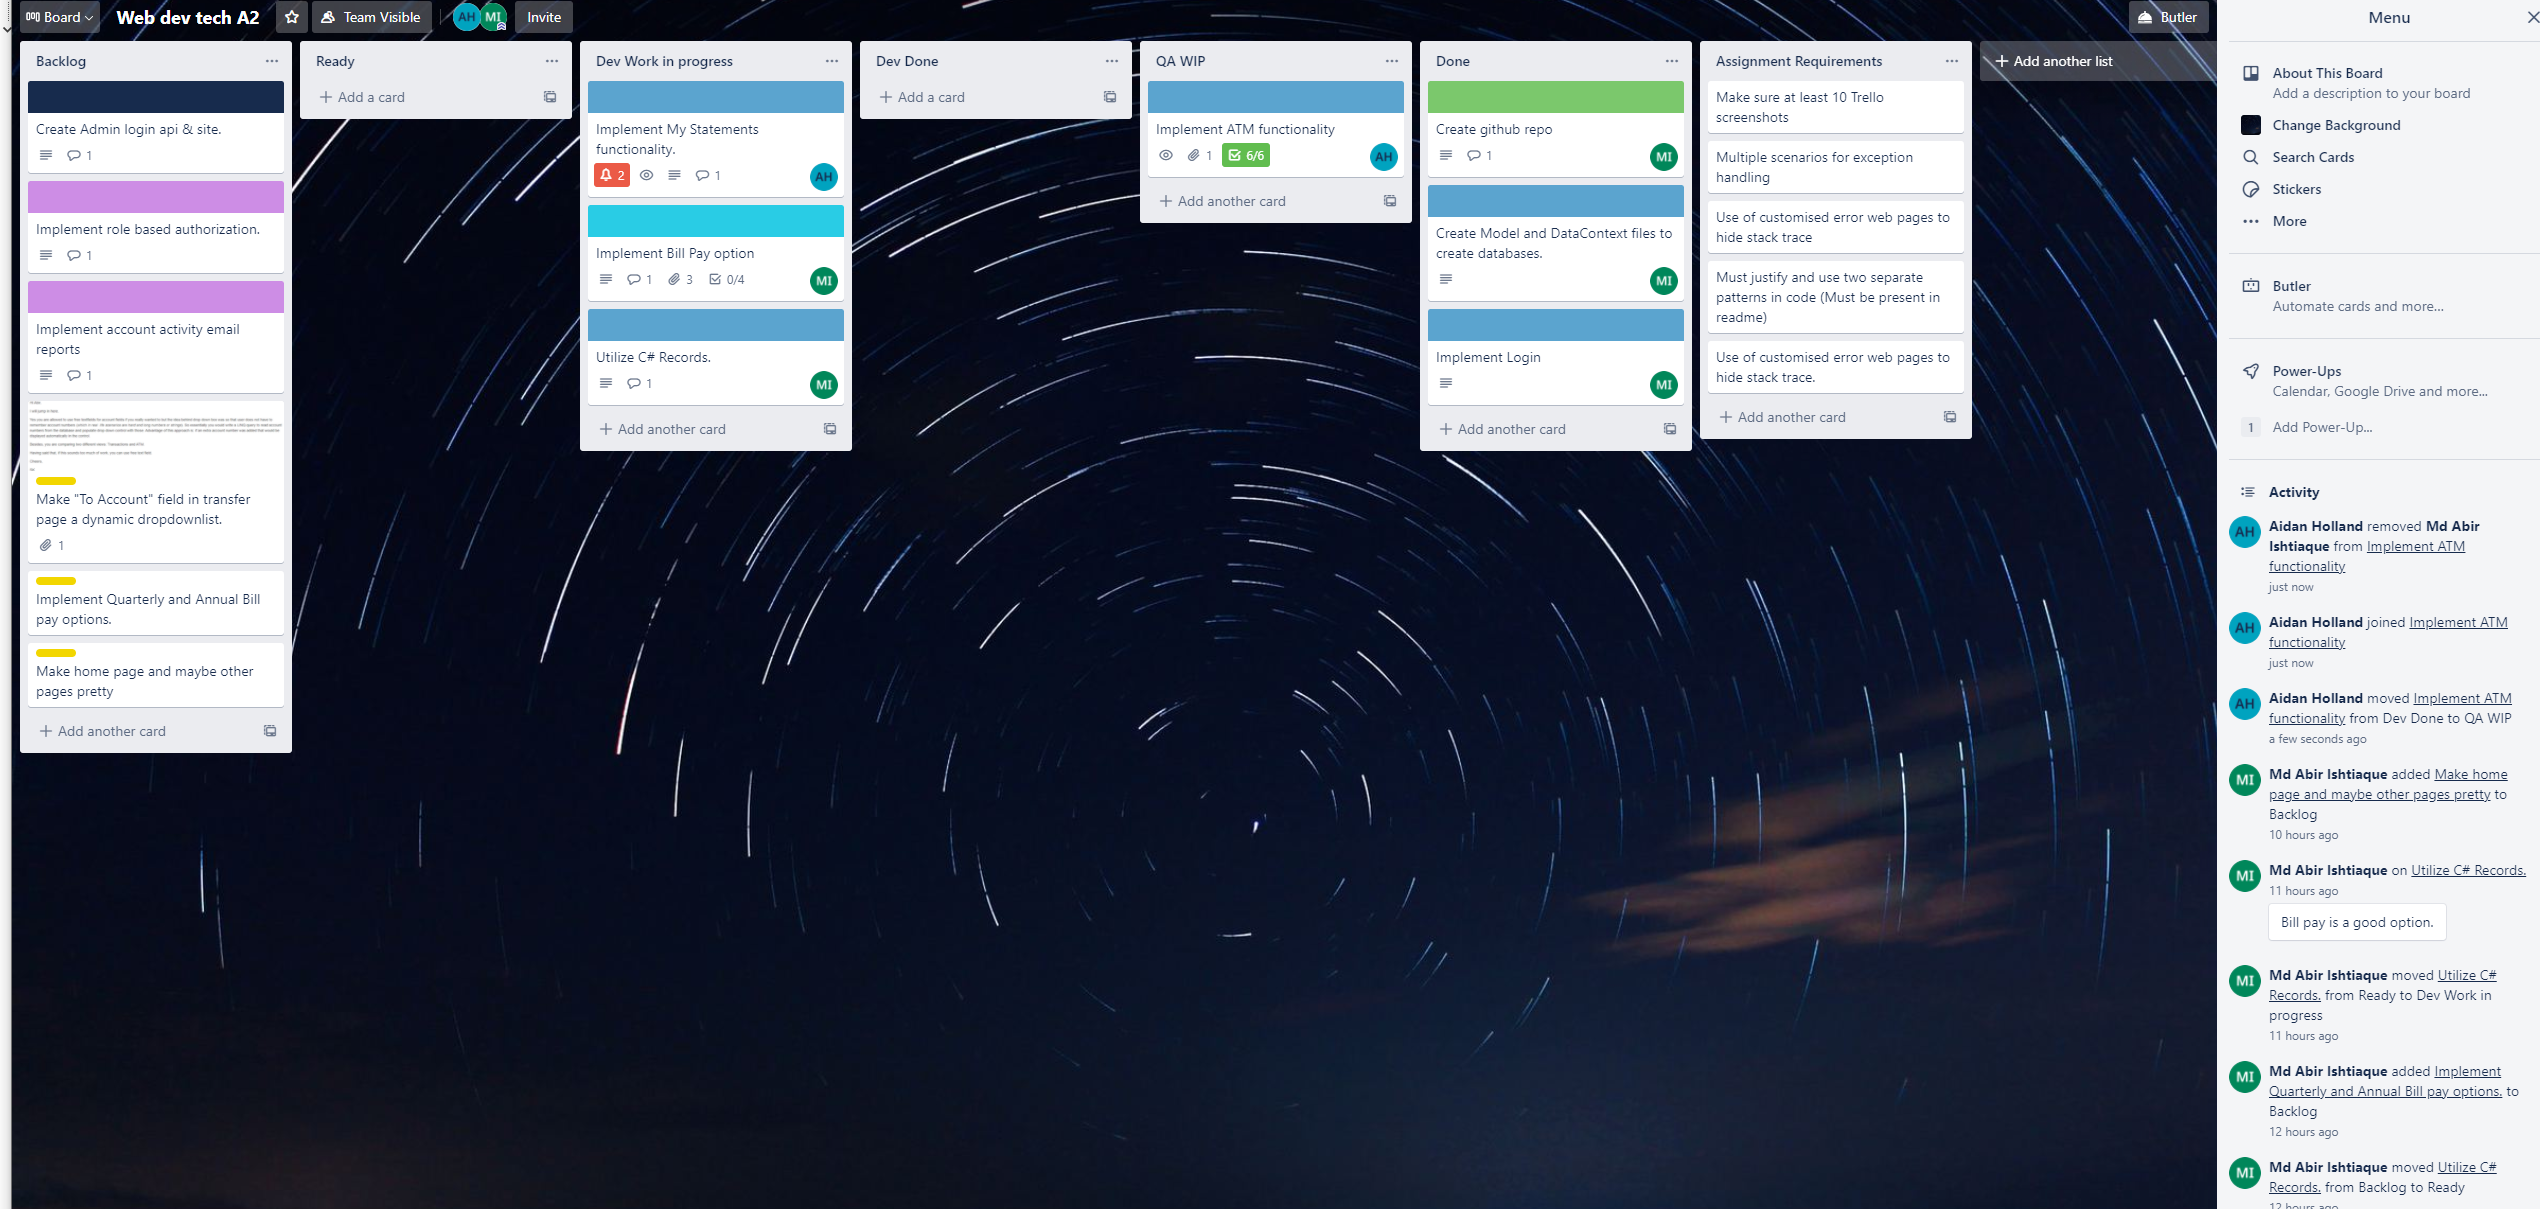 Board
Web dev tech A2
Team Visible
AH
MI
Invite
Butler
Backlog
Create Admin login api & site.
1
Implement role based authorization.
1
Implement account activity email
reports
1
Make "To Account" field in transfer
page a dynamic dropdownlist.
1
Implement Quarterly and Annual Bill
pay options.
Make home page and maybe other
pages pretty
+ Add another card
Ready
+ Add a card
Dev Work in progress
Implement My Statements
functionality.
2
1
AH
Implement Bill Pay option
1
3
0/4
MI
Utilize C# Records.
1
MI
+ Add another card
Dev Done
+ Add a card
QA WIP
Implement ATM functionality
1
6/6
AH
+ Add another card
Done
Create github repo
1
MI
Create Model and DataContext files to
create databases.
MI
Implement Login
MI
+ Add another card
Assignment Requirements
Make sure at least 10 Trello
screenshots
Multiple scenarios for exception
handling
Use of customised error web pages to
hide stack trace
Must justify and use two separate
patterns in code (Must be present in
readme)
Use of customised error web pages to
hide stack trace.
+ Add another card
+ Add another list
Menu
About This Board
Add a description to your board
Change Background
Search Cards
Stickers
More
Butler
Automate cards and more...
Power-Ups
Calendar, Google Drive and more...
1 Add Power-Up...
Activity
AH
Aidan Holland removed Md Abir
Ishtiaque from Implement ATM
functionality
just now
AH
Aidan Holland joined Implement ATM
functionality
just now
AH
Aidan Holland moved Implement ATM
functionality from Dev Done to QA WIP
a few seconds ago
MI
Md Abir Ishtiaque added Make home
page and maybe other pages pretty to
Backlog
10 hours ago
MI
Md Abir Ishtiaque on Utilize C# Records.
11 hours ago
Bill pay is a good option.
MI
Md Abir Ishtiaque moved Utilize C#
Records. from Ready to Dev Work in
progress
11 hours ago
MI
Md Abir Ishtiaque added Implement
Quarterly and Annual Bill pay options. to
Backlog
12 hours ago
MI
Md Abir Ishtiaque moved Utilize C#
Records. from Backlog to Ready
12 hours ago